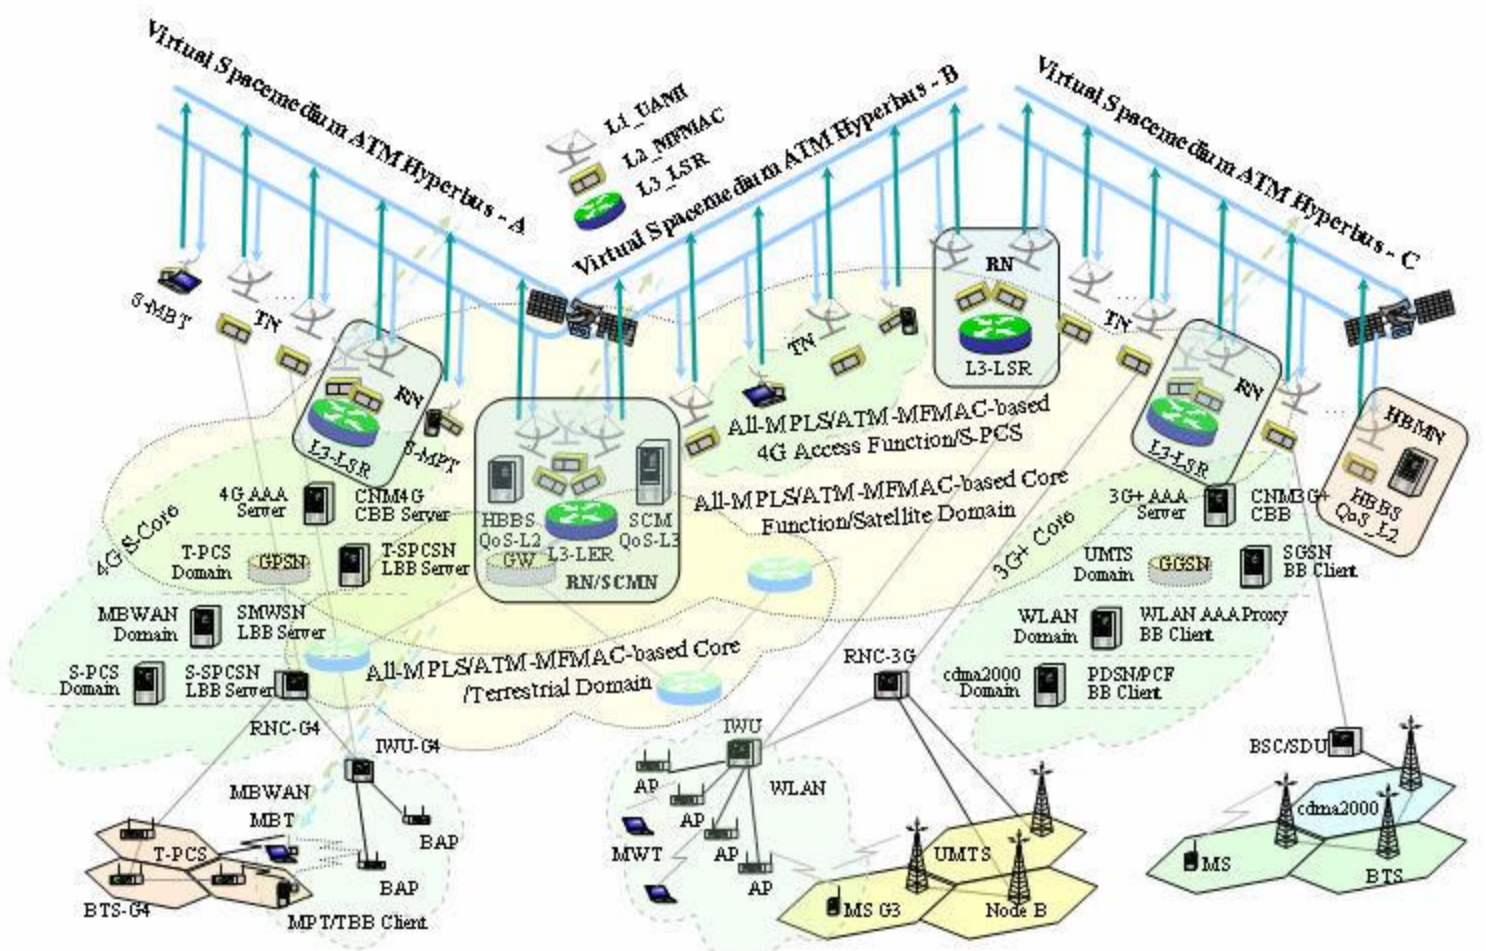 Virtual Spacemedium ATM Hyperbus - A
L1_UAMI
L2_MFMAC
L3_LSR
Virtual Spacemedium ATM Hyperbus - B
Virtual Spacemedium ATM Hyperbus - C
S-MBT
TN
RN
L3-LSR
S-MPT
TN
RN
L3-LSR
TN
RN
L3-LSR
HBMN
HBBS
QoS_L2
All-MPLS/ATM-MFMAC-based
4G Access Function/S-PCS
All-MPLS/ATM-MFMAC-based Core
Function/Satellite Domain
HBBS
QoS-L2
GW
L3-LER
SCM
QoS-L3
RN/SCMN
4G S-Core
4G AAA
Server
CNM4G
CBB Server
T-PCS
Domain
GPSN
T-SPCSN
LBB Server
MBWAN
Domain
SMWSN
LBB Server
S-PCS
Domain
S-SPCSN
LBB Server
All-MPLS/ATM-MFMAC-based Core
/Terrestrial Domain
3G+ Core
3G+ AAA
Server
CNM3G+
CBB
UMTS
Domain
GGSN
SGSN
BB Client
WLAN
Domain
WLAN AAA Proxy
BB Client
cdma2000
Domain
PDSN/PCF
BB Client
RNC-G4
IWU-G4
MBWAN
MBT
BAP
BAP
T-PCS
BTS-G4
MPT/TBB Client
IWU
AP
AP
AP
AP
WLAN
MWT
RNC-3G
UMTS
MS G3
Node B
BSC/SDU
cdma2000
MS
BTS